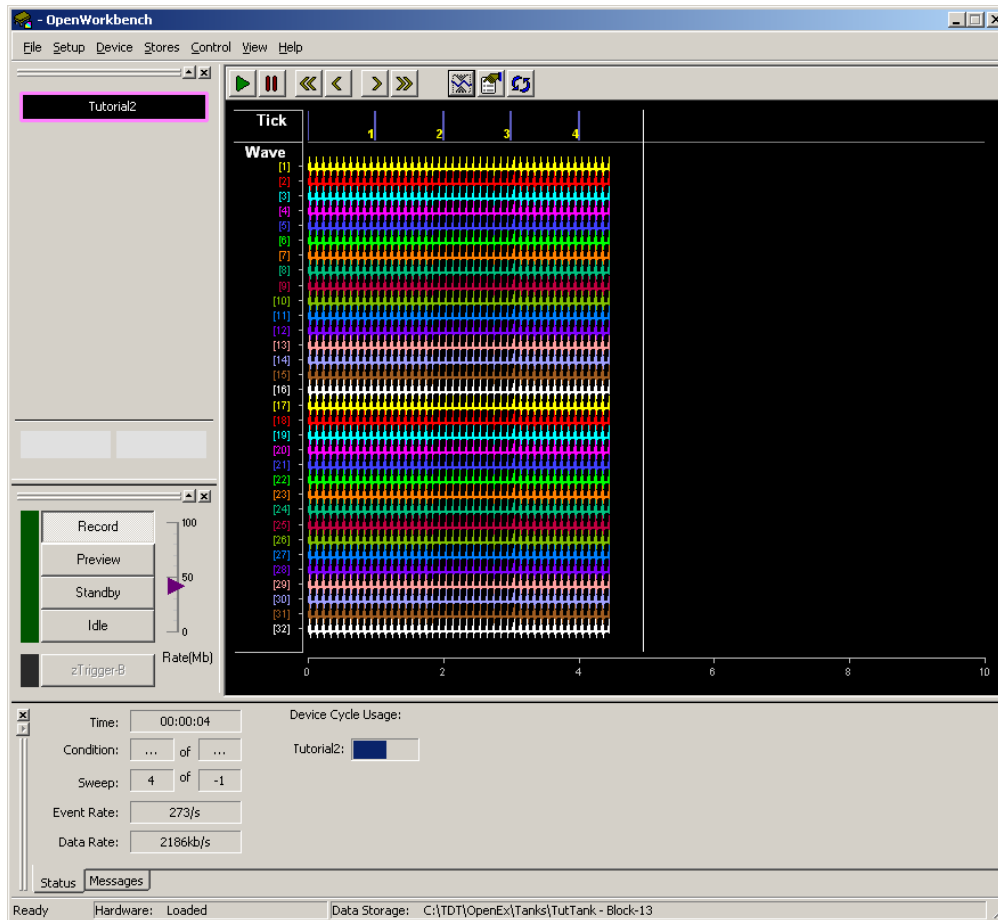 - OpenWorkbench
File Setup Device Stores Control View Help
Tutorial2
Tick
1 2 3 4
Wave
[1]
[2]
[3]
[4]
[5]
[6]
[7]
[8]
[9]
[10]
[11]
[12]
[13]
[14]
[15]
[16]
[17]
[18]
[19]
[20]
[21]
[22]
[23]
[24]
[25]
[26]
[27]
[28]
[29]
[30]
[31]
[32]
0 2 4 6 8 10
Record
Preview
Standby
Idle
zTrigger-B
100
50
0
Rate(Mb)
Time: 00:00:04
Condition: ... of ...
Sweep: 4 of -1
Event Rate: 273/s
Data Rate: 2186kb/s
Device Cycle Usage:
Tutorial2:
Status Messages
Ready Hardware: Loaded Data Storage: C:\TDT\OpenEx\Tanks\TutTank - Block-13